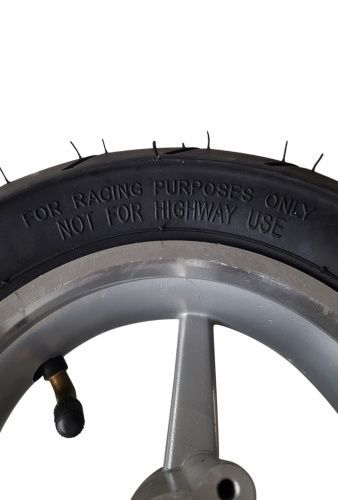 FOR RACING PURPOSES ONLY
NOT FOR HIGHWAY USE